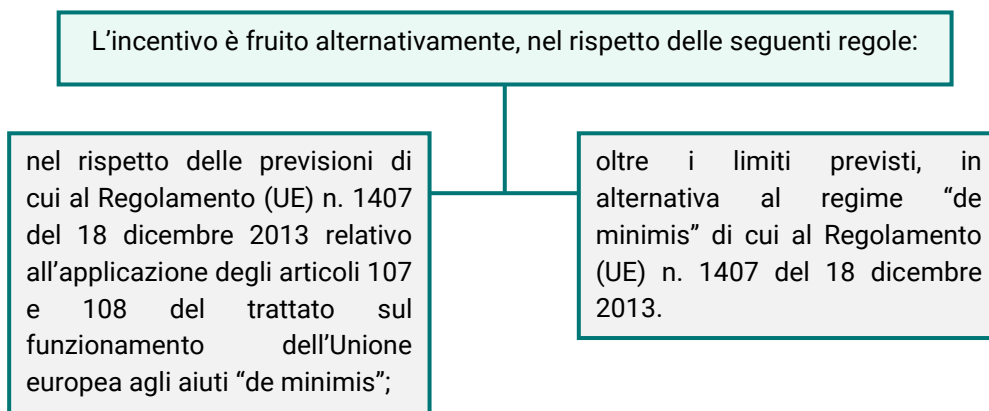 L’incentivo è fruito alternativamente, nel rispetto delle seguenti regole:
nel rispetto delle previsioni di
cui al Regolamento (UE) n. 1407
del 18 dicembre 2013 relativo
all’applicazione degli articoli 107
e 108 del trattato sul
funzionamento dell’Unione
europea agli aiuti “de minimis”;
oltre i limiti previsti, in
alternativa al regime “de
minimis” di cui al Regolamento
(UE) n. 1407 del 18 dicembre
2013.